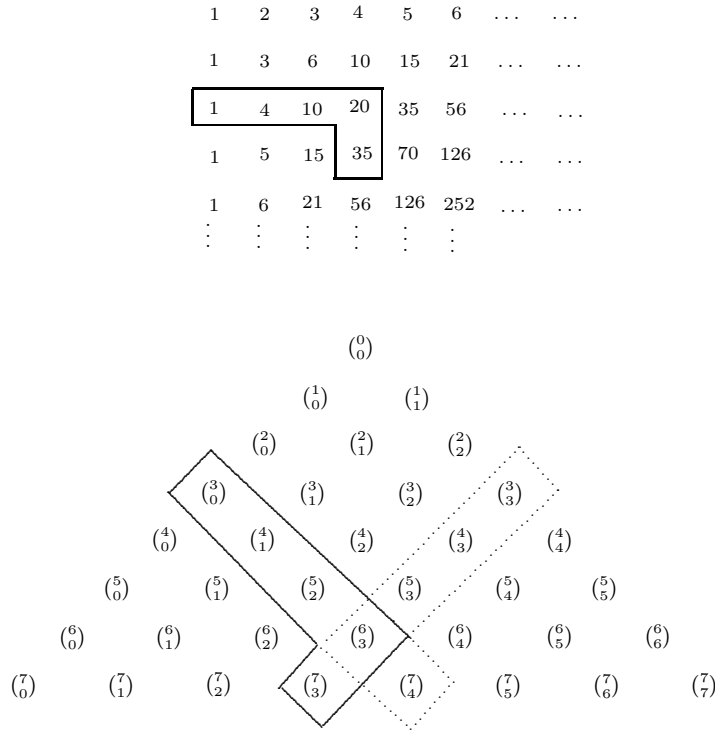 1 2 3 4 5 6 ... ...
1 3 6 10 15 21 ... ...
1 4 10 20 35 56 ... ...
1 5 15 35 70 126 ... ...
1 6 21 56 126 252 ... ...
⋮ ⋮ ⋮ ⋮ ⋮ ⋮
(0 0)
(1 0) (1 1)
(2 0) (2 1) (2 2)
(3 0) (3 1) (3 2) (3 3)
(4 0) (4 1) (4 2) (4 3) (4 4)
(5 0) (5 1) (5 2) (5 3) (5 4) (5 5)
(6 0) (6 1) (6 2) (6 3) (6 4) (6 5) (6 6)
(7 0) (7 1) (7 2) (7 3) (7 4) (7 5) (7 6) (7 7)